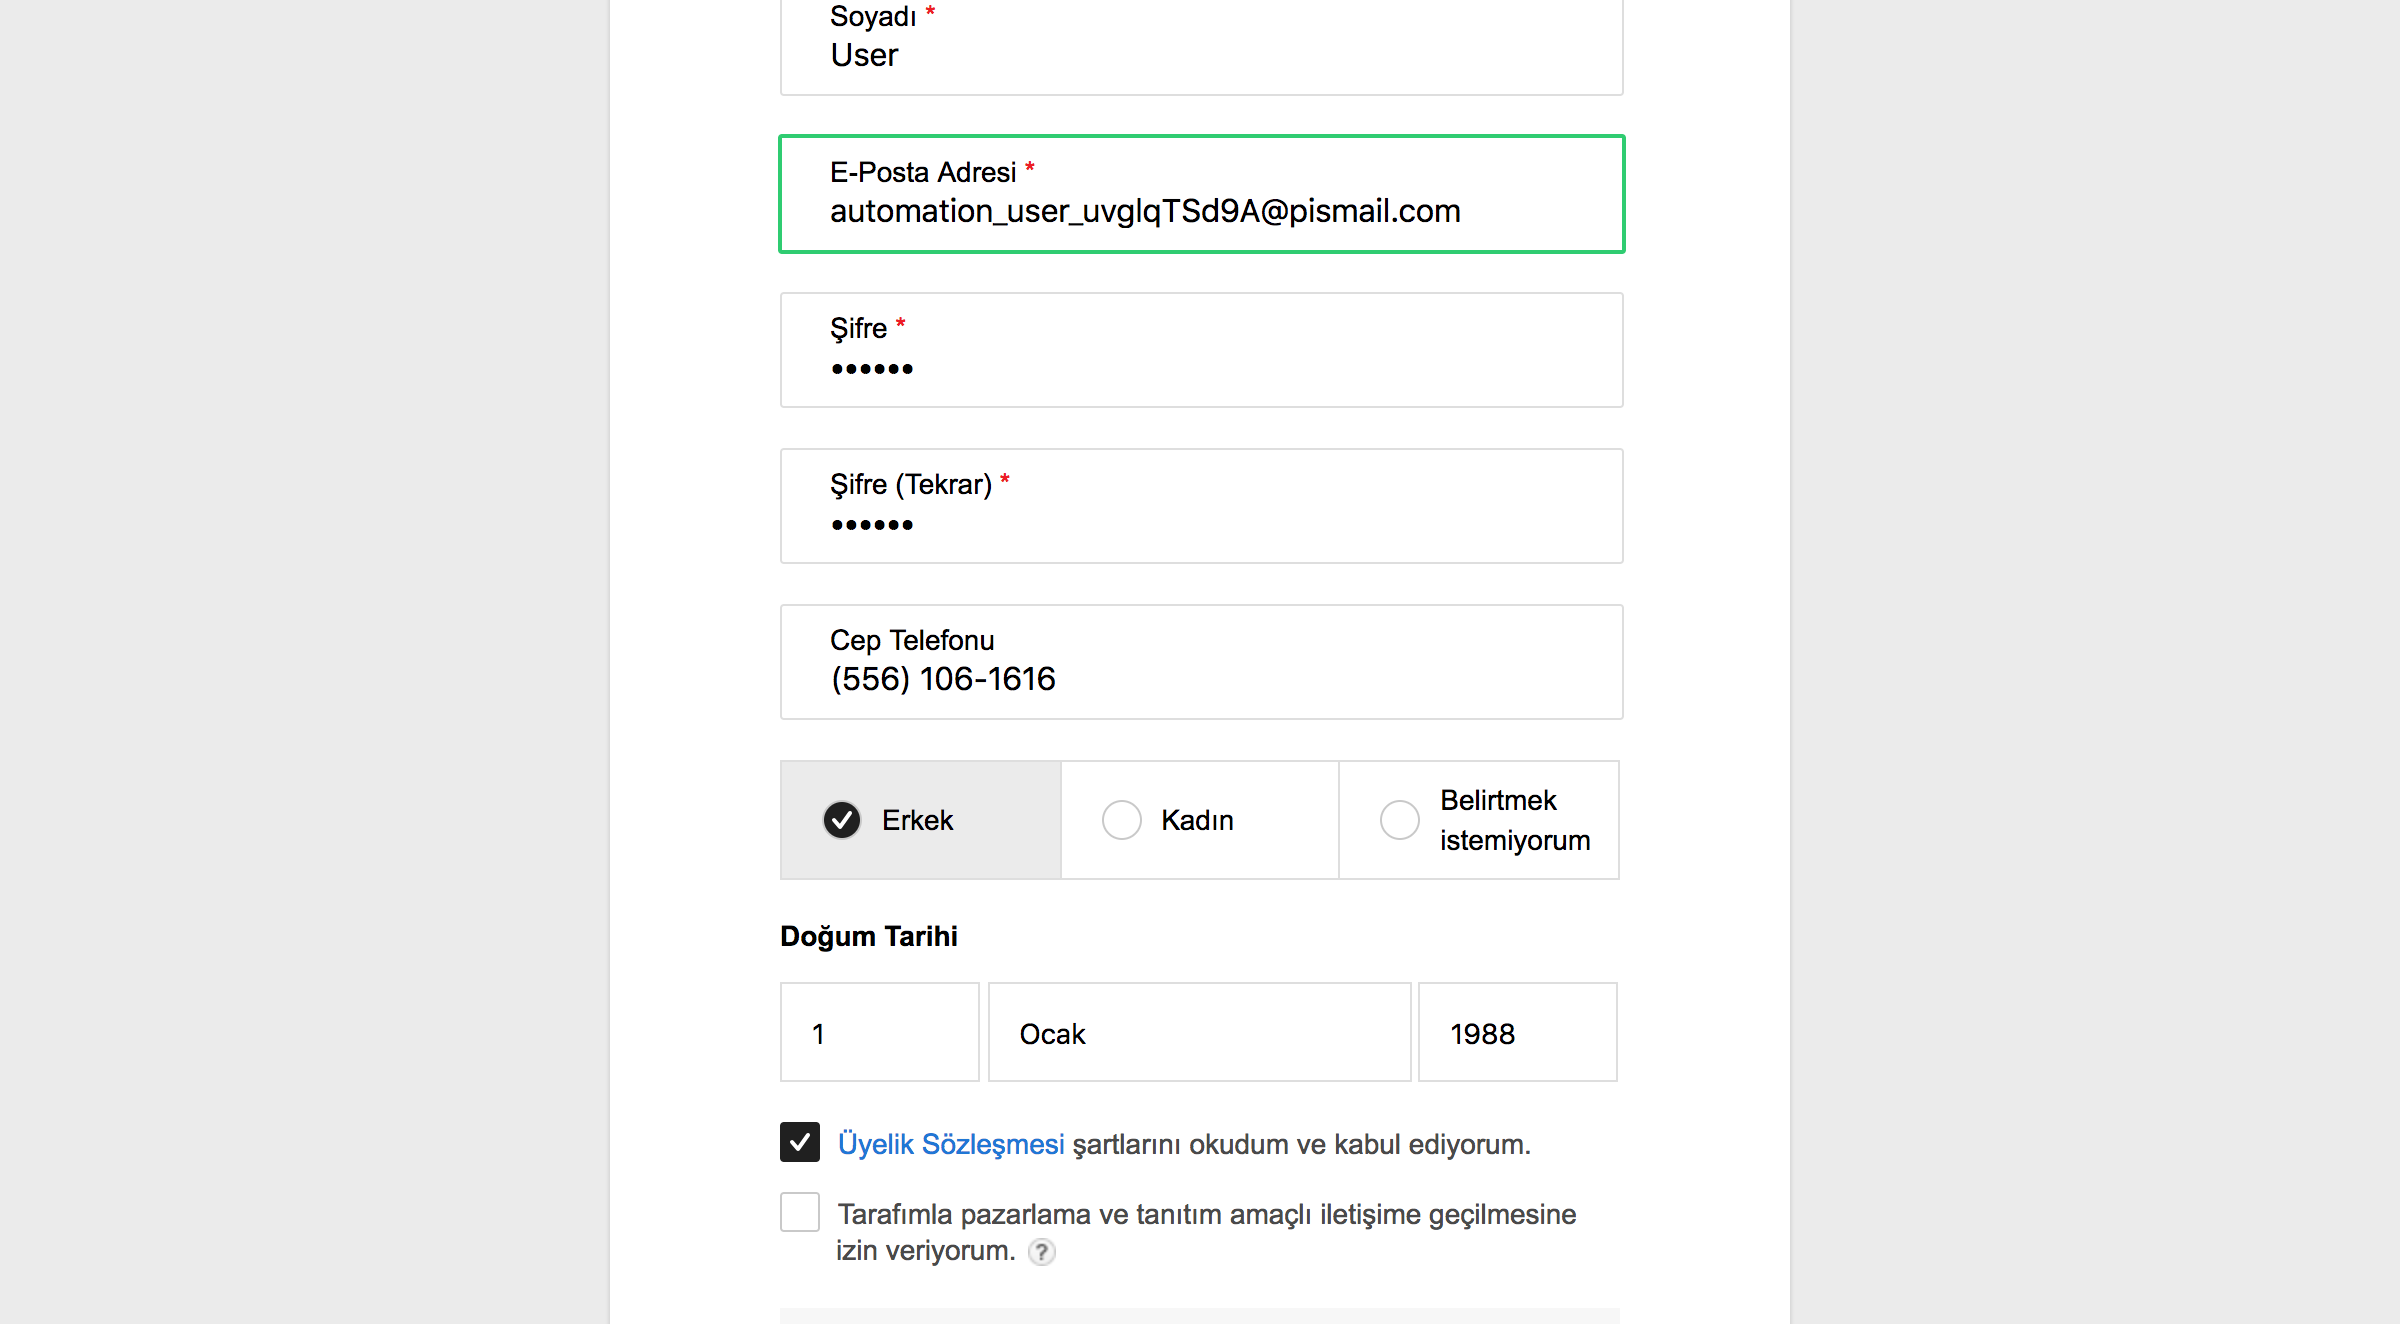 Soyadı *
User
E-Posta Adresi *
automation_user_uvglqTSd9A@pismail.com
Şifre *
••••••
Şifre (Tekrar) *
••••••
Cep Telefonu
(556) 106-1616
Erkek
Kadın
Belirtmek
istemiyorum
Doğum Tarihi
1
Ocak
1988
Üyelik Sözleşmesi şartlarını okudum ve kabul ediyorum.
Tarafımla pazarlama ve tanıtım amaçlı iletişime geçilmesine
izin veriyorum. ?